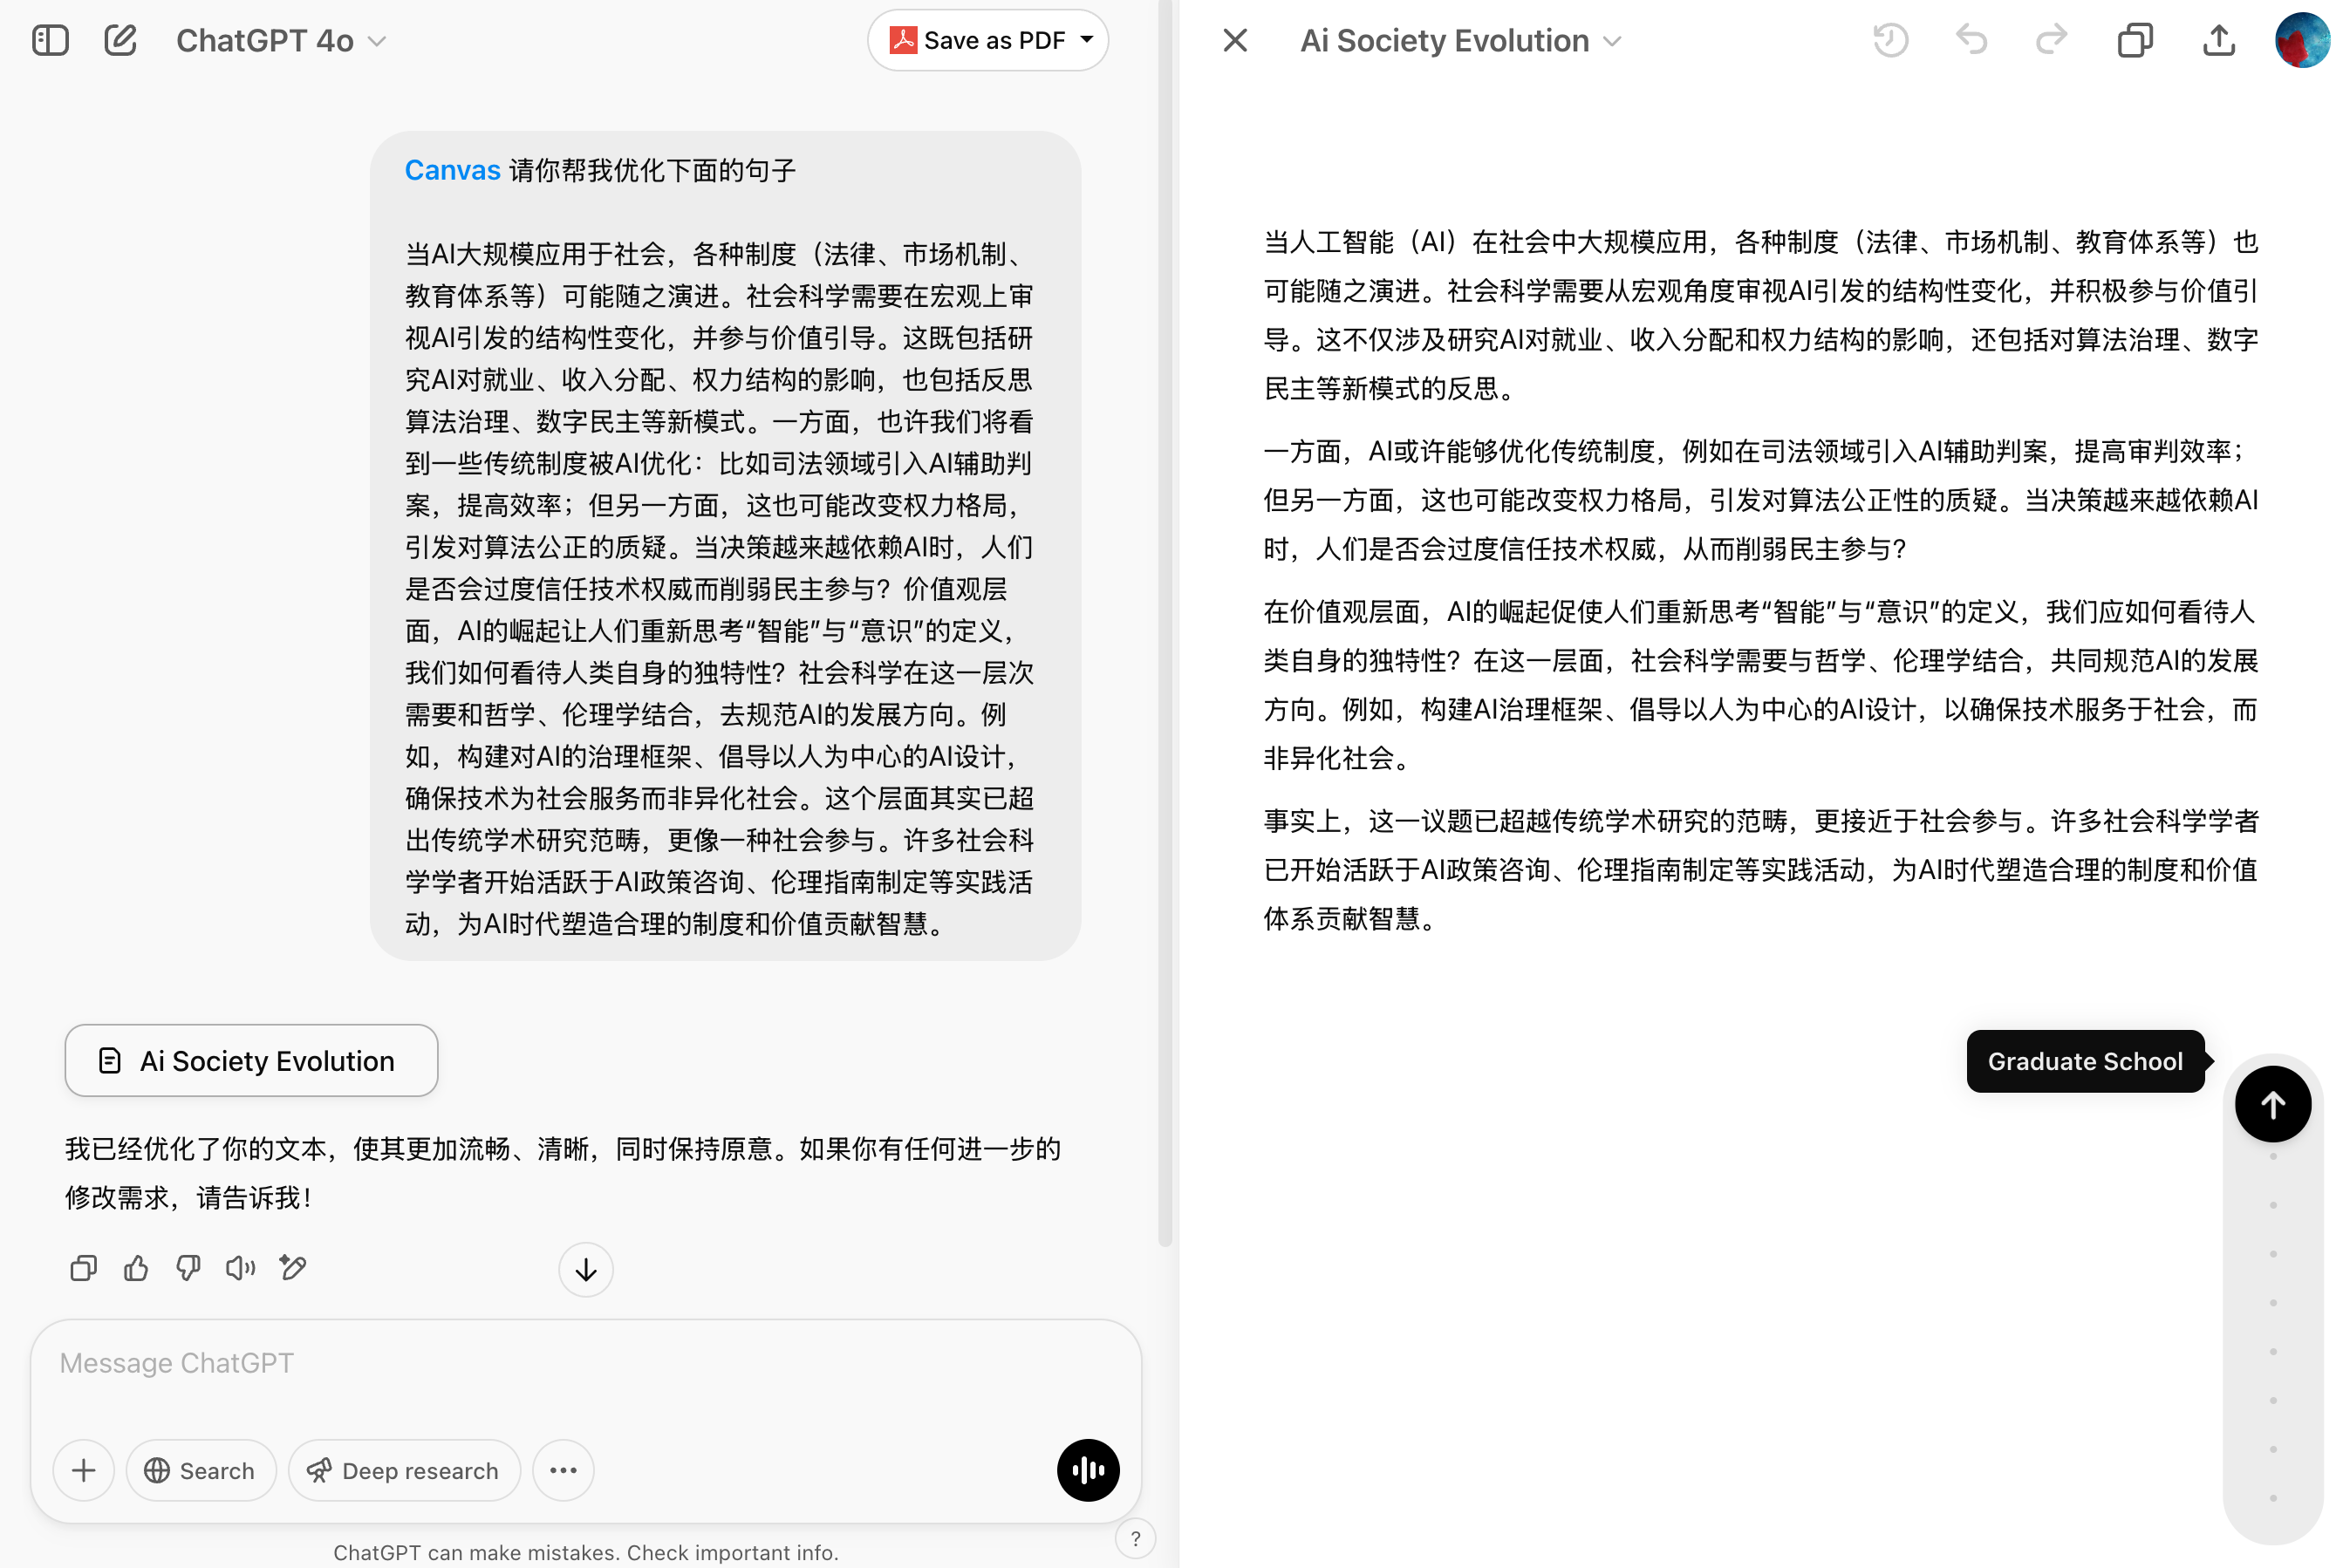 ChatGPT 4o
Save as PDF
Canvas 请你帮我优化下面的句子
当AI大规模应用于社会，各种制度（法律、市场机制、
教育体系等）可能随之演进。社会科学需要在宏观上审
视AI引发的结构性变化，并参与价值引导。这既包括研
究AI对就业、收入分配、权力结构的影响，也包括反思
算法治理、数字民主等新模式。一方面，也许我们将看
到一些传统制度被AI优化：比如司法领域引入AI辅助判
案，提高效率；但另一方面，这也可能改变权力格局，
引发对算法公正的质疑。当决策越来越依赖AI时，人们
是否会过度信任技术权威而削弱民主参与？价值观层
面，AI的崛起让人们重新思考“智能”与“意识”的定义，
我们如何看待人类自身的独特性？社会科学在这一层次
需要和哲学、伦理学结合，去规范AI的发展方向。例
如，构建对AI的治理框架、倡导以人为中心的AI设计，
确保技术为社会服务而非异化社会。这个层面其实已超
出传统学术研究范畴，更像一种社会参与。许多社会科
学学者开始活跃于AI政策咨询、伦理指南制定等实践活
动，为AI时代塑造合理的制度和价值贡献智慧。
Ai Society Evolution
我已经优化了你的文本，使其更加流畅、清晰，同时保持原意。如果你有任何进一步的
修改需求，请告诉我！
Message ChatGPT
Search
Deep research
?
ChatGPT can make mistakes. Check important info.
Ai Society Evolution
当人工智能（AI）在社会中大规模应用，各种制度（法律、市场机制、教育体系等）也
可能随之演进。社会科学需要从宏观角度审视AI引发的结构性变化，并积极参与价值引
导。这不仅涉及研究AI对就业、收入分配和权力结构的影响，还包括对算法治理、数字
民主等新模式的反思。
一方面，AI或许能够优化传统制度，例如在司法领域引入AI辅助判案，提高审判效率；
但另一方面，这也可能改变权力格局，引发对算法公正性的质疑。当决策越来越依赖AI
时，人们是否会过度信任技术权威，从而削弱民主参与？
在价值观层面，AI的崛起促使人们重新思考“智能”与“意识”的定义，我们应如何看待人
类自身的独特性？在这一层面，社会科学需要与哲学、伦理学结合，共同规范AI的发展
方向。例如，构建AI治理框架、倡导以人为中心的AI设计，以确保技术服务于社会，而
非异化社会。
事实上，这一议题已超越传统学术研究的范畴，更接近于社会参与。许多社会科学学者
已开始活跃于AI政策咨询、伦理指南制定等实践活动，为AI时代塑造合理的制度和价值
体系贡献智慧。
Graduate School